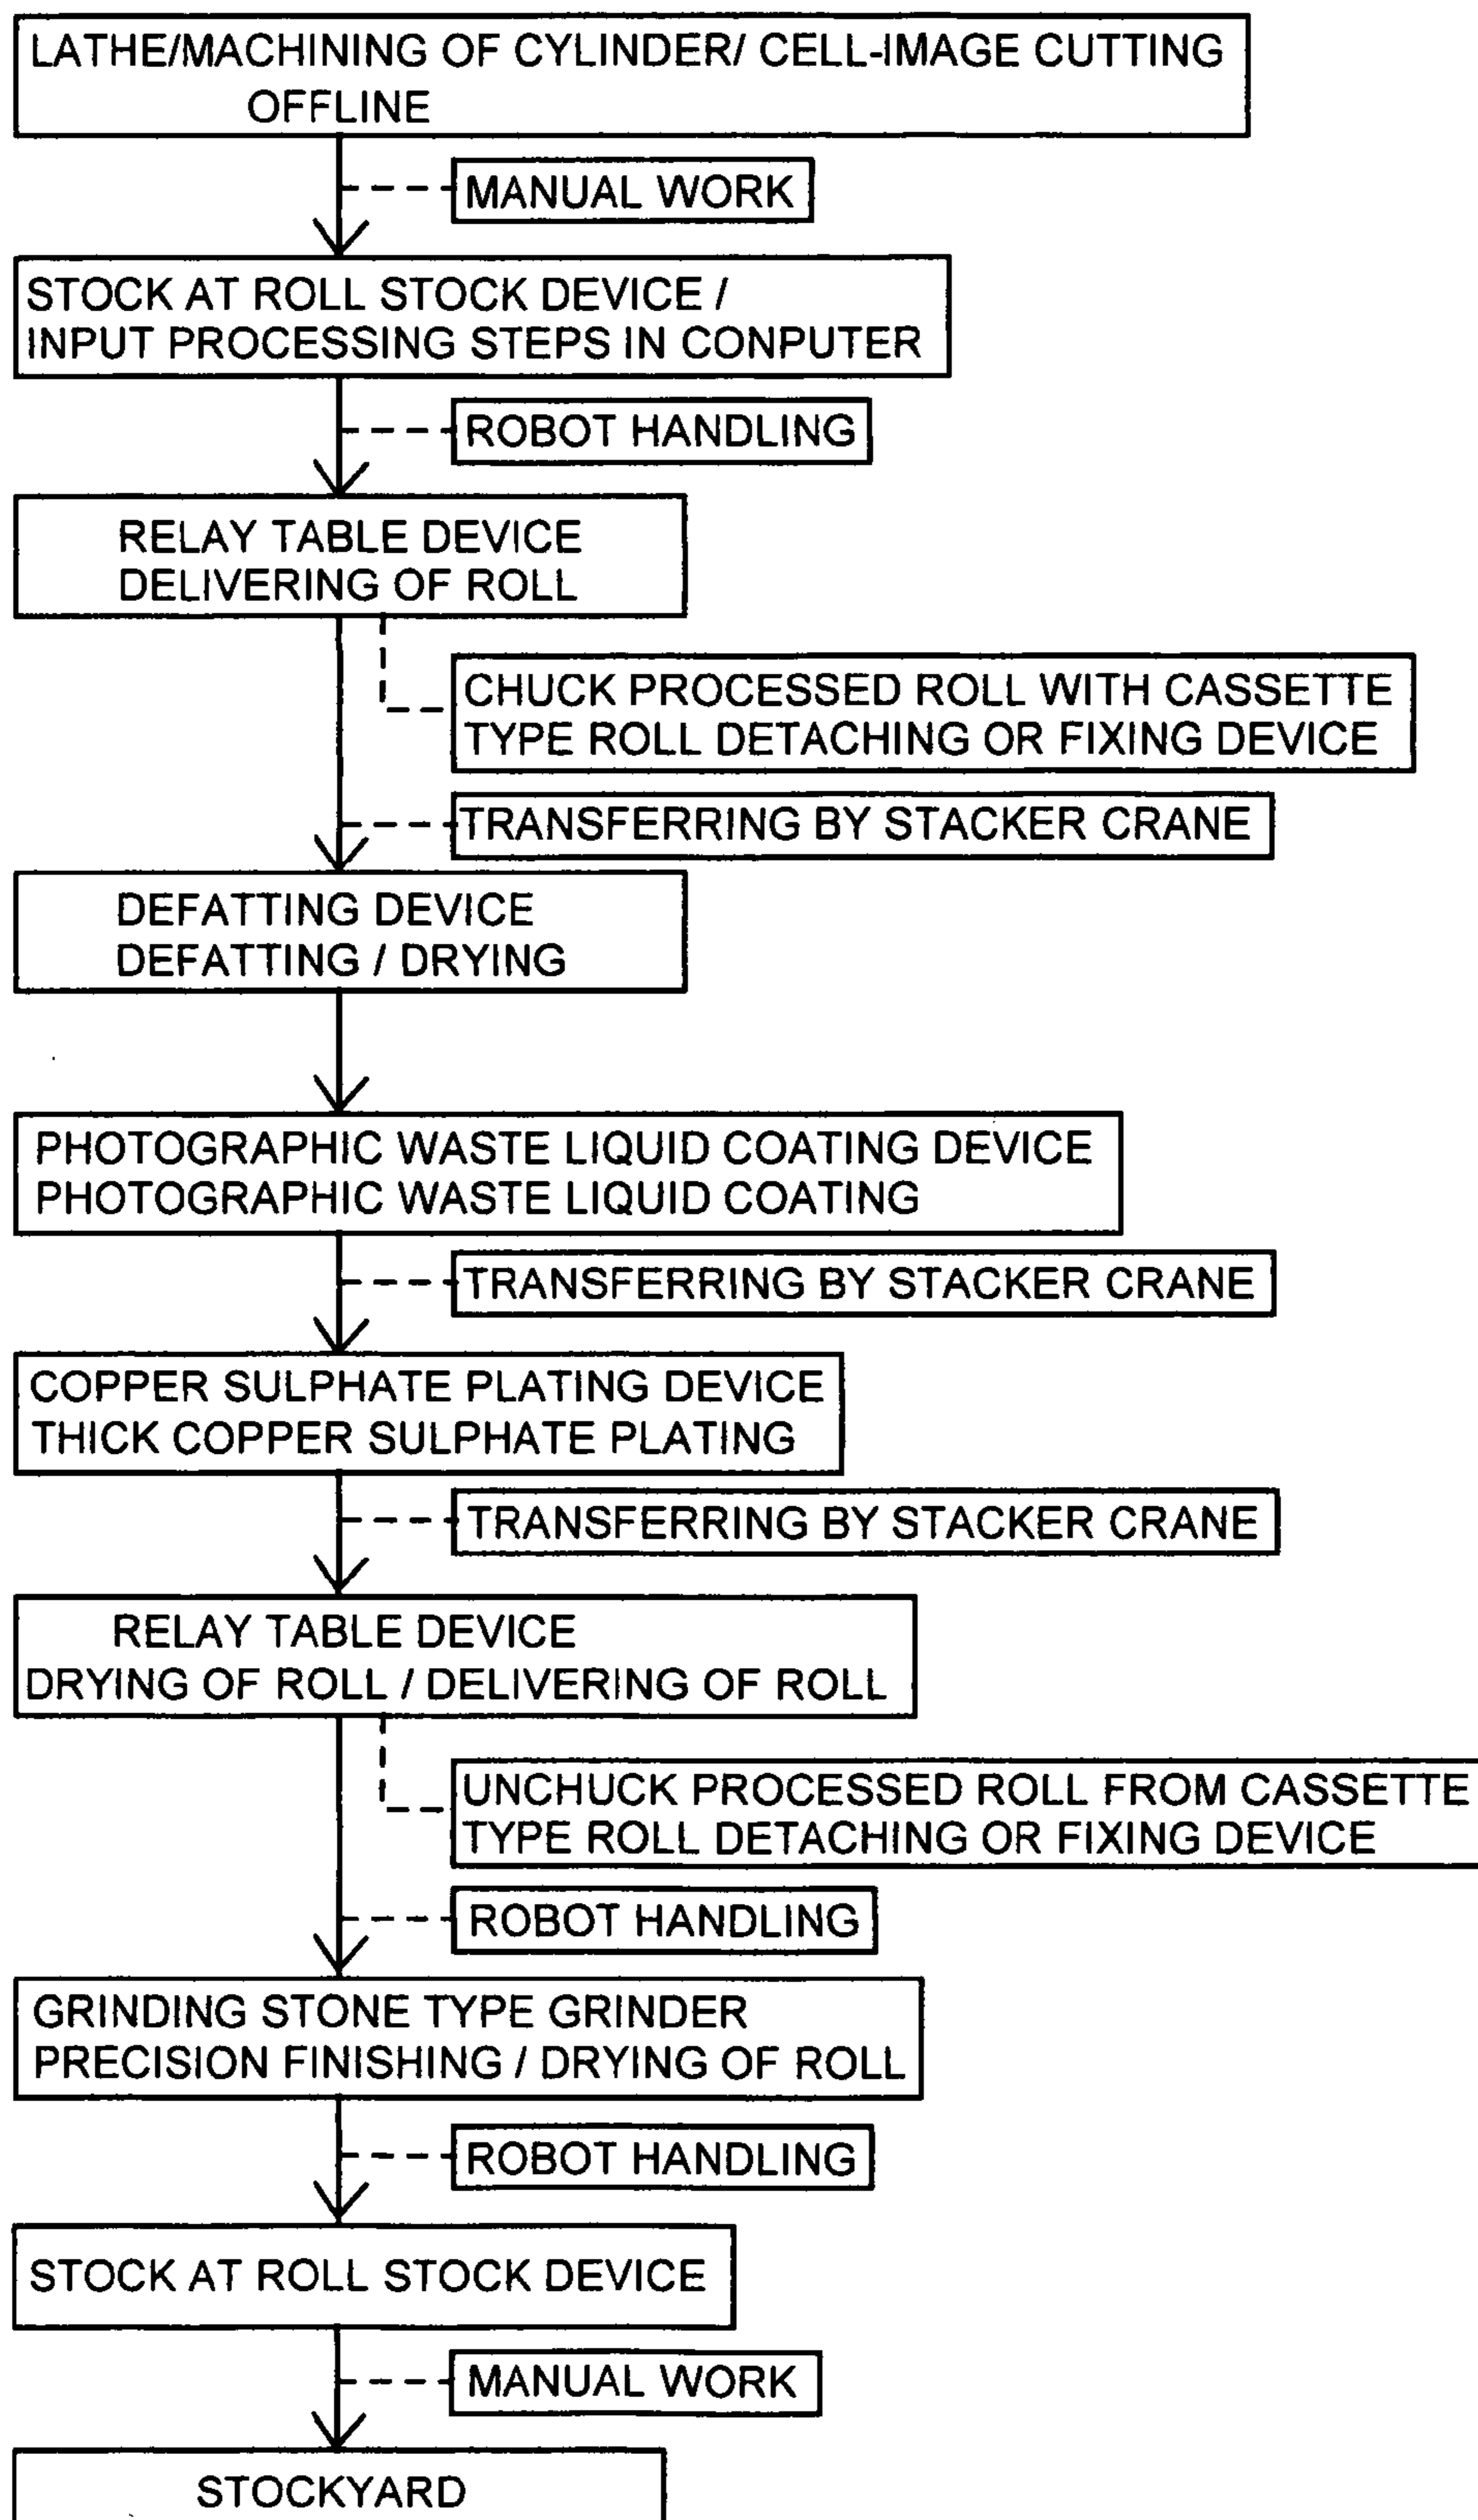 LATHE/MACHINING OF CYLINDER/ CELL-IMAGE CUTTING
OFFLINE
MANUAL WORK
STOCK AT ROLL STOCK DEVICE /
INPUT PROCESSING STEPS IN CONPUTER
ROBOT HANDLING
RELAY TABLE DEVICE
DELIVERING OF ROLL
CHUCK PROCESSED ROLL WITH CASSETTE
TYPE ROLL DETACHING OR FIXING DEVICE
TRANSFERRING BY STACKER CRANE
DEFATTING DEVICE
DEFATTING / DRYING
PHOTOGRAPHIC WASTE LIQUID COATING DEVICE
PHOTOGRAPHIC WASTE LIQUID COATING
TRANSFERRING BY STACKER CRANE
COPPER SULPHATE PLATING DEVICE
THICK COPPER SULPHATE PLATING
TRANSFERRING BY STACKER CRANE
RELAY TABLE DEVICE
DRYING OF ROLL / DELIVERING OF ROLL
UNCHUCK PROCESSED ROLL FROM CASSETTE
TYPE ROLL DETACHING OR FIXING DEVICE
ROBOT HANDLING
GRINDING STONE TYPE GRINDER
PRECISION FINISHING / DRYING OF ROLL
ROBOT HANDLING
STOCK AT ROLL STOCK DEVICE
MANUAL WORK
STOCKYARD